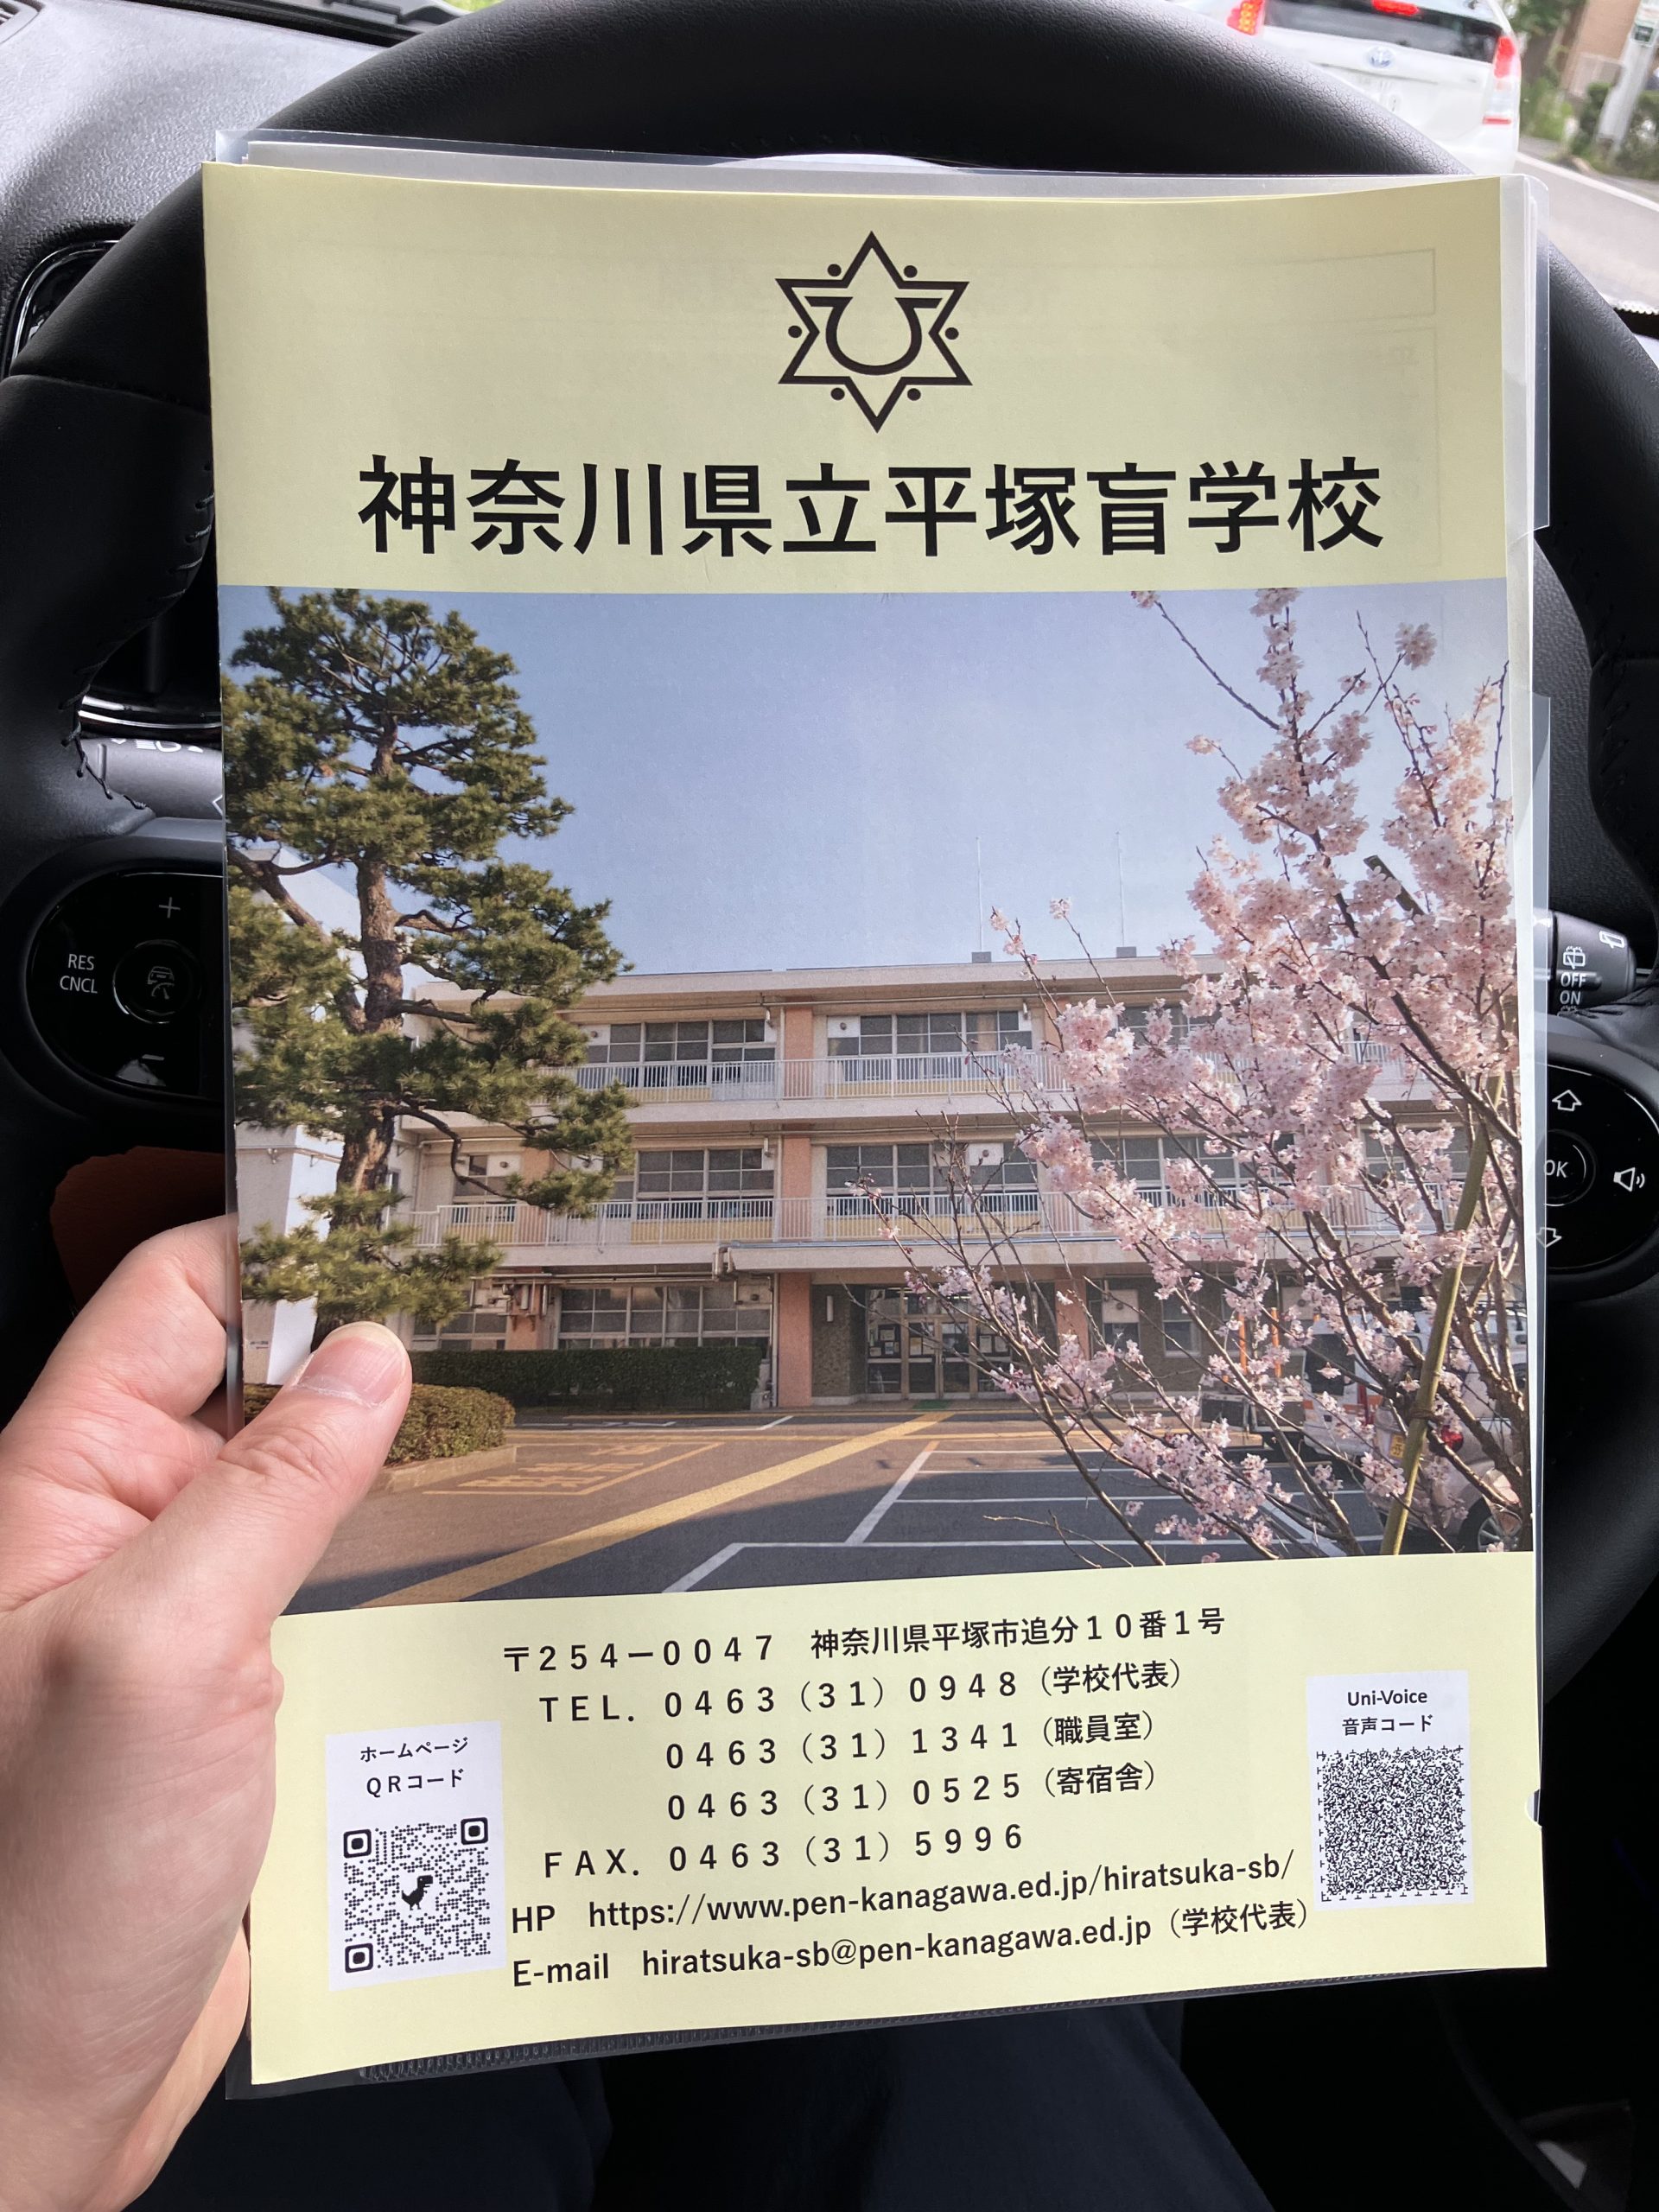 神奈川県立平塚盲学校
〒２５４－００４７　神奈川県平塚市追分１０番１号
ＴＥＬ．０４６３（３１）０９４８（学校代表）
０４６３（３１）１３４１（職員室）
０４６３（３１）０５２５（寄宿舎）
ＦＡＸ．０４６３（３１）５９９６
HP　https://www.pen-kanagawa.ed.jp/hiratsuka-sb/
E-mail　hiratsuka-sb@pen-kanagawa.ed.jp（学校代表）
ホームページ
ＱＲコード
Uni-Voice
音声コード
RES
CNCL
OFF
ON
OK